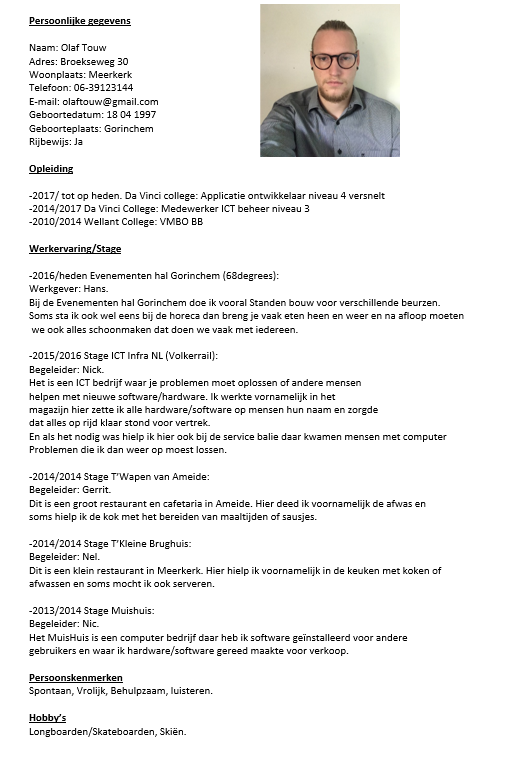 Persoonlijke gegevens
Naam: Olaf Touw
Adres: Broekseweg 30
Woonplaats: Meerkerk
Telefoon: 06-39123144
E-mail: olaftouw@gmail.com
Geboortedatum: 18 04 1997
Geboorteplaats: Gorinchem
Rijbewijs: Ja
Opleiding
-2017/ tot op heden. Da Vinci college: Applicatie ontwikkelaar niveau 4 versnelt
-2014/2017 Da Vinci College: Medewerker ICT beheer niveau 3
-2010/2014 Wellant College: VMBO BB
Werkervaring/Stage
-2016/heden Evenementen hal Gorinchem (68degrees):
Werkgever: Hans.
Bij de Evenementen hal Gorinchem doe ik vooral Standen bouw voor verschillende beurzen.
Soms sta ik ook wel eens bij de horeca dan breng je vaak eten heen en weer en na afloop moeten
we ook alles schoonmaken dat doen we vaak met iedereen.
-2015/2016 Stage ICT Infra NL (Volkerrail):
Begeleider: Nick.
Het is een ICT bedrijf waar je problemen moet oplossen of andere mensen
helpen met nieuwe software/hardware. Ik werkte vornamelijk in het
magazijn hier zette ik alle hardware/software op mensen hun naam en zorgde
dat alles op rijd klaar stond voor vertrek.
En als het nodig was hielp ik hier ook bij de service balie daar kwamen mensen met computer
Problemen die ik dan weer op moest lossen.
-2014/2014 Stage T'Wapen van Ameide:
Begeleider: Gerrit.
Dit is een groot restaurant en cafetaria in Ameide. Hier deed ik voornamelijk de afwas en
soms hielp ik de kok met het bereiden van maaltijden of sausjes.
-2014/2014 Stage T'Kleine Brughuis:
Begeleider: Nel.
Dit is een klein restaurant in Meerkerk. Hier hielp ik voornamelijk in de keuken met koken of
afwassen en soms mocht ik ook serveren.
-2013/2014 Stage Muishuis:
Begeleider: Nic.
Het MuisHuis is een computer bedrijf daar heb ik software geïnstalleerd voor andere
gebruikers en waar ik hardware/software gereed maakte voor verkoop.
Persoonskenmerken
Spontaan, Vrolijk, Behulpzaam, luisteren.
Hobby's
Longboarden/Skateboarden, Skiën.